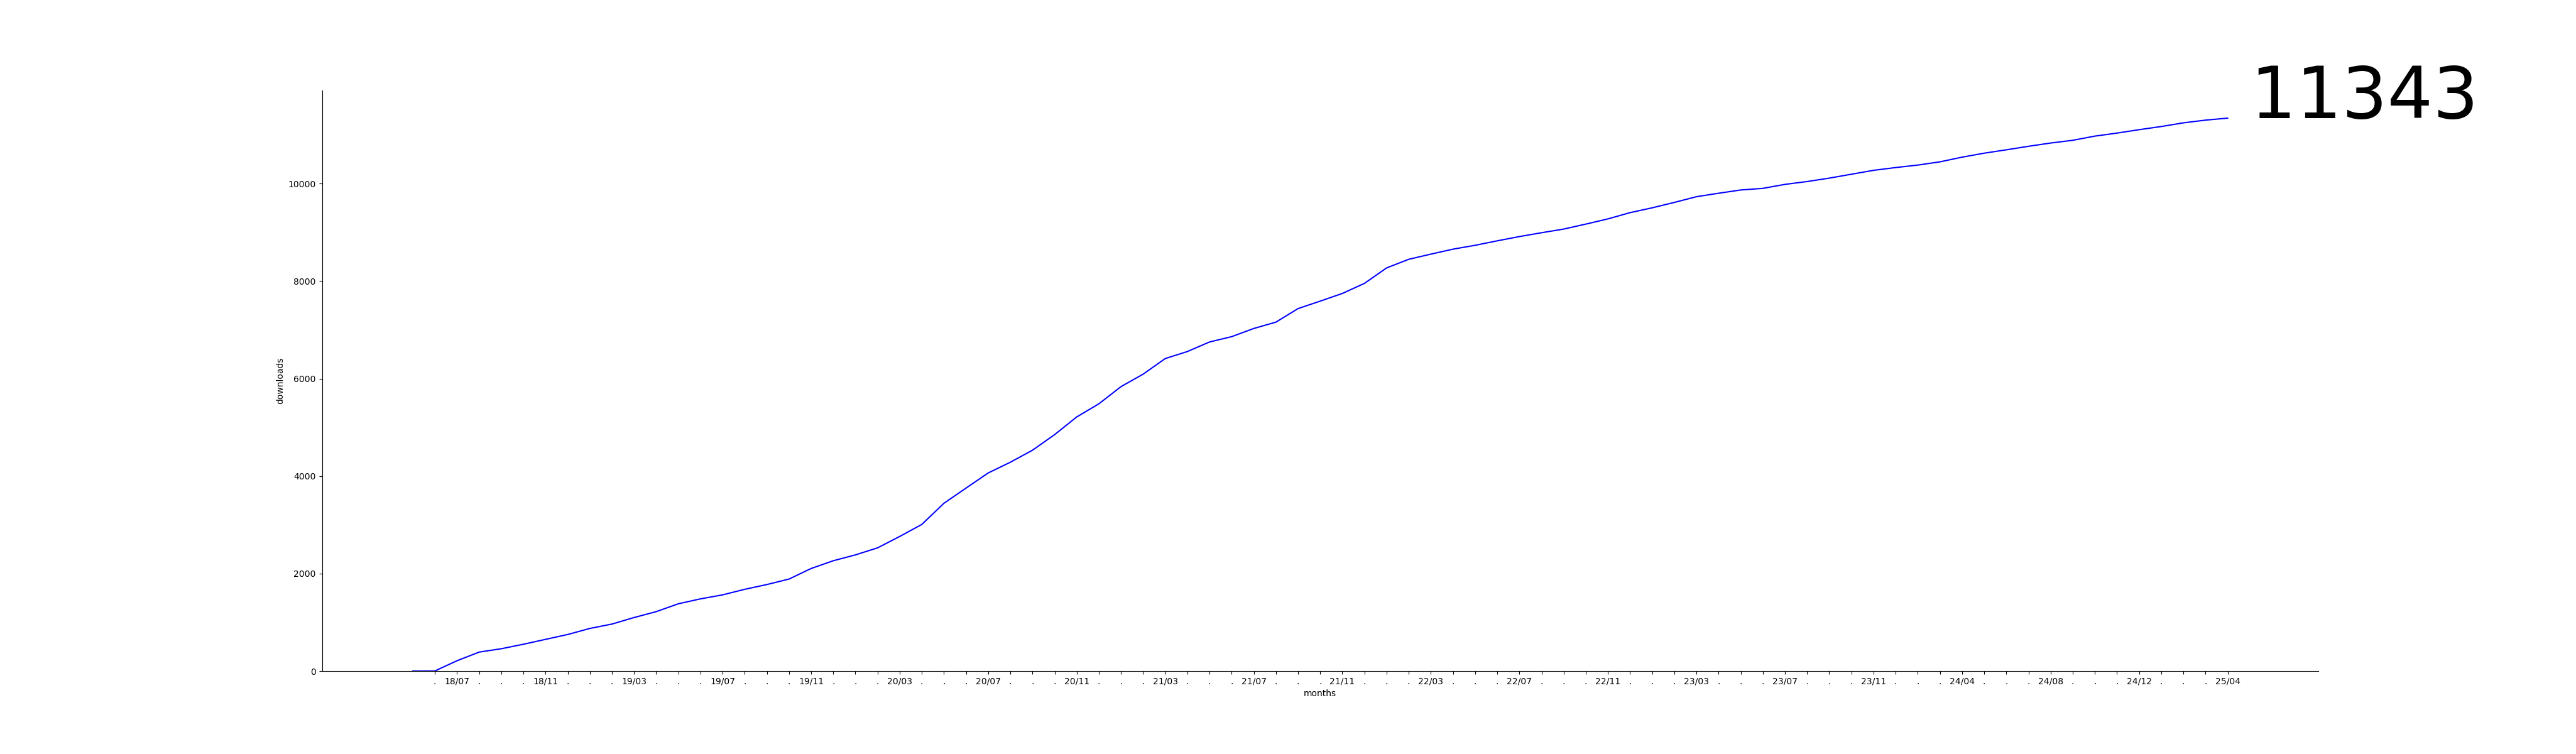 11343
10000
8000
6000
4000
2000
0
downloads
. 18/07 . . . 18/11 . . . 19/03 . . . 19/07 . . . 19/11 . . . 20/03 . . . 20/07 . . . 20/11 . . . 21/03 . . . 21/07 . . . 21/11 . . . 22/03 . . . 22/07 . . . 22/11 . . . 23/03 . . . 23/07 . . . 23/11 . . . 24/04 . . . 24/08 . . . 24/12 . . . 25/04
months